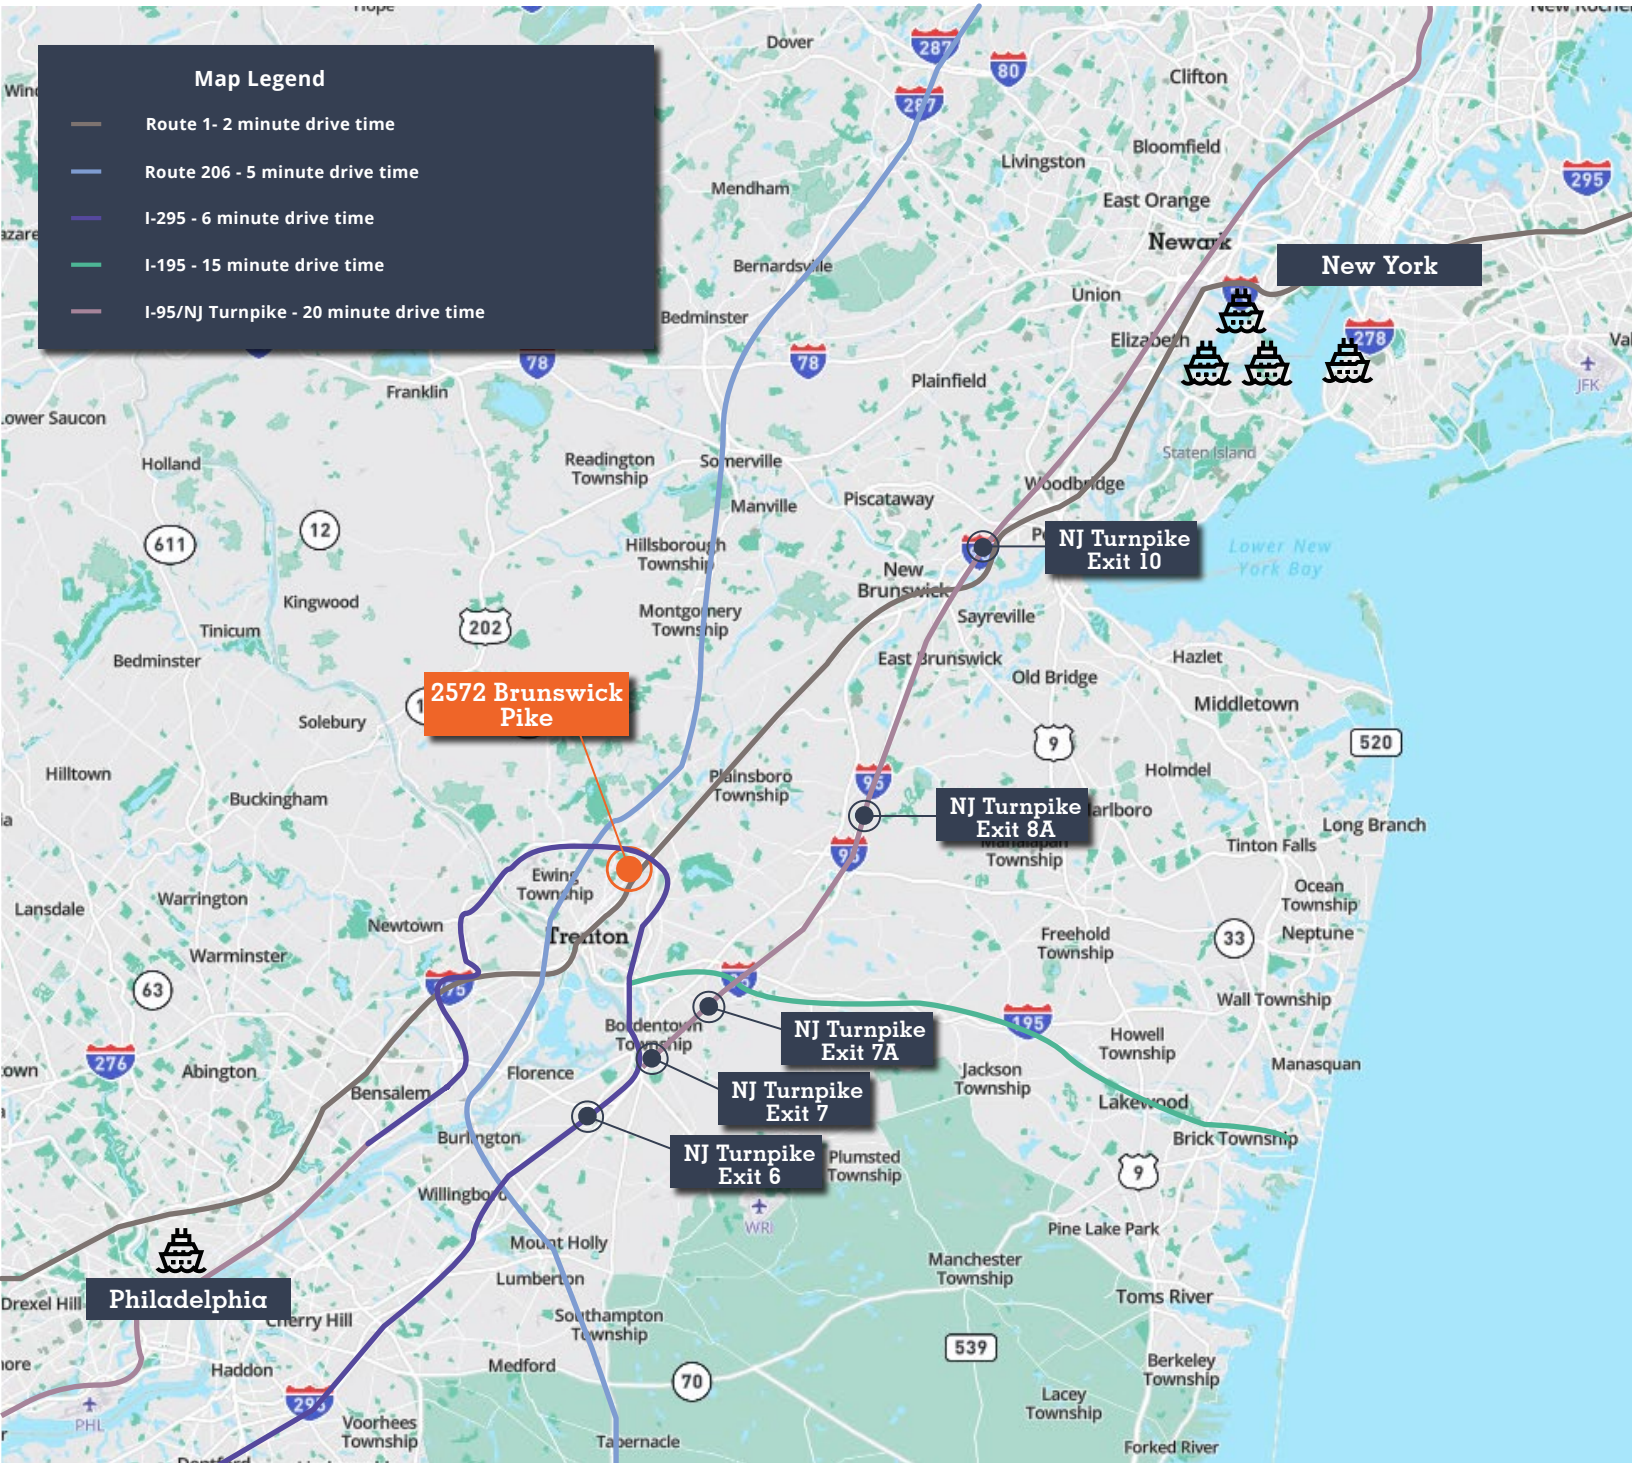 Hope
New Rochelle
Dover
287
80
Clifton
Map Legend
287
Route 1- 2 minute drive time
Bloomfield
Livingston
Route 206 - 5 minute drive time
295
Mendham
East Orange
I-295 - 6 minute drive time
Newark
I-195 - 15 minute drive time
Bernardsville
New York
Union
I-95/NJ Turnpike - 20 minute drive time
Bedminster
Elizabeth
278
78
78
Franklin
Plainfield
JFK
Lower Saucon
Holland
Readington
Township
Somerville
Staten Island
Woodbridge
Manville
Piscataway
611
12
Hillsborough
Township
NJ Turnpike
Exit 10
Lower New
York Bay
New
Brunswick
Kingwood
202
Montgomery
Township
Sayreville
Tinicum
Bedminster
East Brunswick
Hazlet
Old Bridge
2572 Brunswick
Pike
Middletown
Solebury
9
520
Hilltown
Plainsboro
Township
95
Holmdel
Buckingham
NJ Turnpike
Exit 8A
arlboro
Long Branch
Manalapan
Township
95
Tinton Falls
Ewing
Township
Ocean
Township
Warrington
Lansdale
Newtown
Trenton
Freehold
Township
33
Neptune
Warminster
63
Wall Township
195
Bordentown
Township
NJ Turnpike
Exit 7A
Howell
Township
276
Abington
Florence
Jackson
Township
Manasquan
Bensalem
NJ Turnpike
Exit 7
Lakewood
Burlington
Brick Township
NJ Turnpike
Exit 6
Plumsted
Township
9
Willingboro
WRI
Pine Lake Park
Mount Holly
Manchester
Township
Lumberton
Philadelphia
Drexel Hill
Toms River
Cherry Hill
Southampton
Township
539
Haddon
Medford
Berkeley
Township
70
295
PHL
Lacey
Township
Voorhees
Township
Tabernacle
Forked River